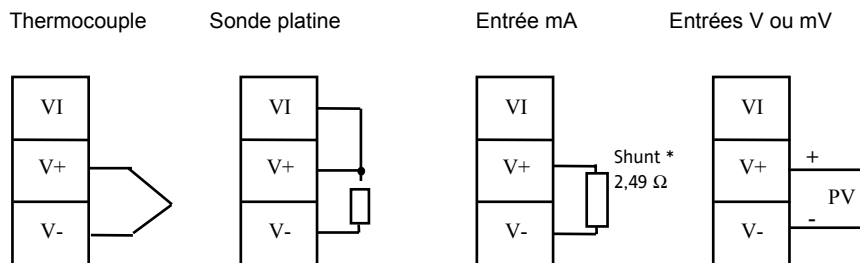 Thermocouple
Sonde platine
Entrée mA
Entrées V ou mV
VI
V+
V-
VI
V+
V-
VI
V+
V-
Shunt *
2,49 Ω
VI
V+
V-
+
PV
-